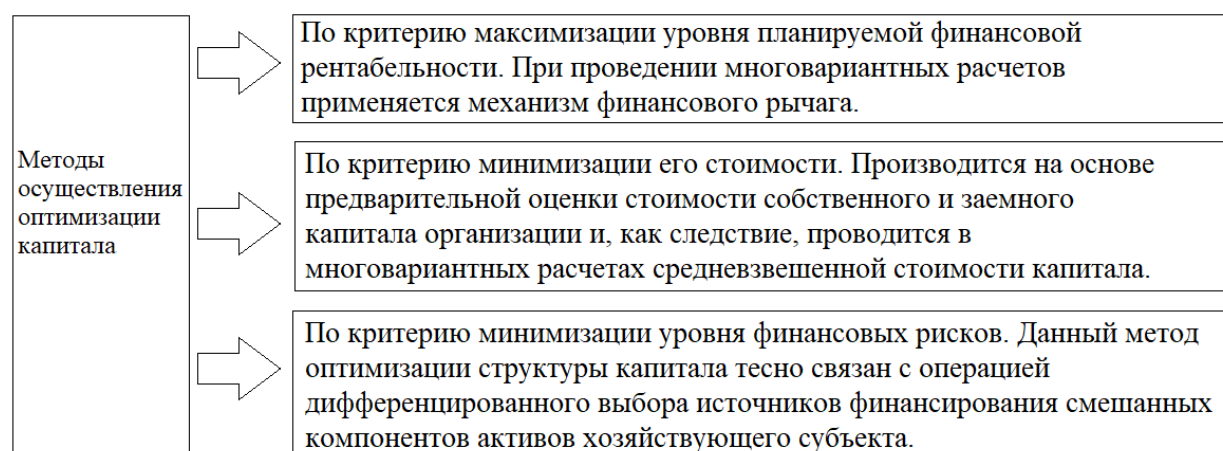 Методы
осуществления
оптимизации
капитала
По критерию максимизации уровня планируемой финансовой
рентабельности. При проведении многовариантных расчетов
применяется механизм финансового рычага.
По критерию минимизации его стоимости. Производится на основе
предварительной оценки стоимости собственного и заемного
капитала организации и, как следствие, проводится в
многовариантных расчетах средневзвешенной стоимости капитала.
По критерию минимизации уровня финансовых рисков. Данный метод
оптимизации структуры капитала тесно связан с операцией
дифференцированного выбора источников финансирования смешанных
компонентов активов хозяйствующего субъекта.